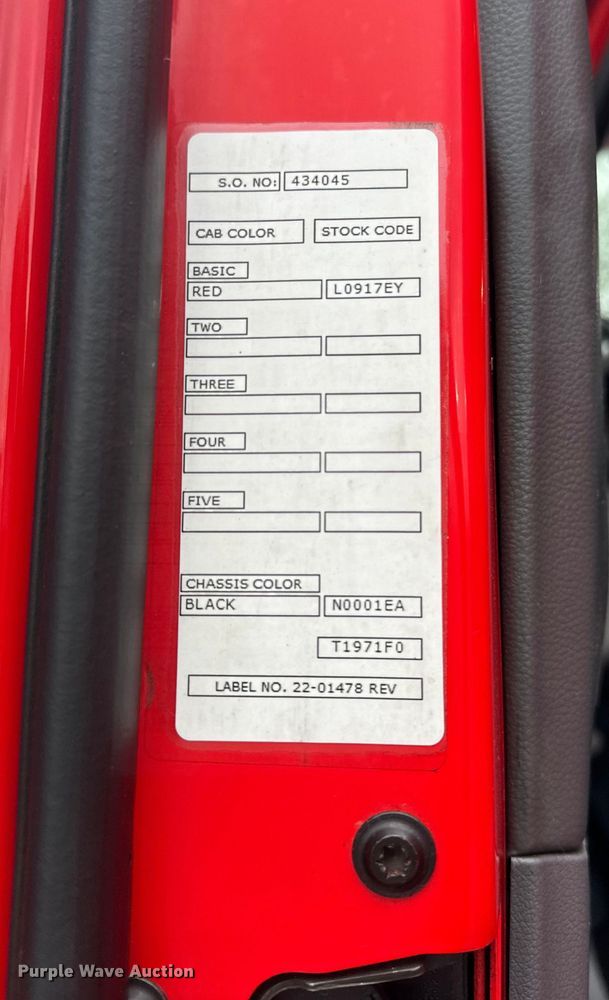 S.O. NO: 434045
CAB COLOR STOCK CODE
BASIC
RED L0917EY
TWO
THREE
FOUR
FIVE
CHASSIS COLOR
BLACK N0001EA
T1971F0
LABEL NO. 22-01478 REV
Purple Wave Auction